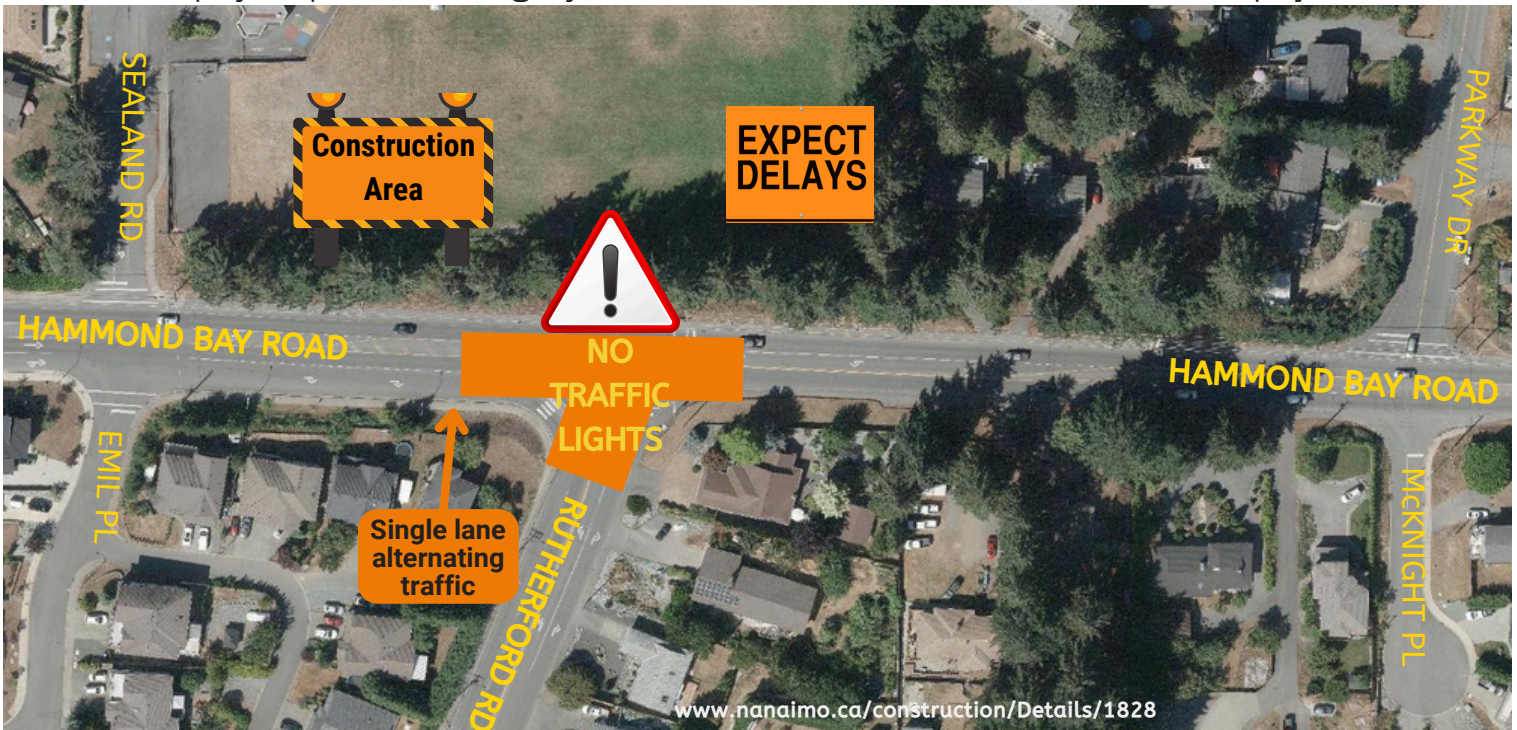 SEALAND RD
Construction
Area
EXPECT
DELAYS
PARKWAY DR
HAMMOND BAY ROAD
NO
TRAFFIC
LIGHTS
HAMMOND BAY ROAD
EMIL PL
Single lane
alternating
traffic
RUTHERFORD RD
McKNIGHT PL
www.nanaimo.ca/construction/Details/1828